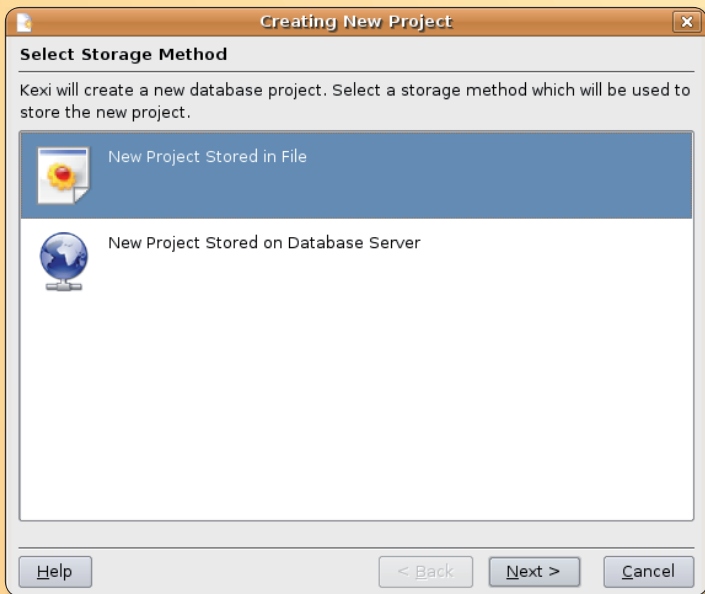 Creating New Project
Select Storage Method
Kexi will create a new database project. Select a storage method which will be used to
store the new project.
New Project Stored in File
New Project Stored on Database Server
Help
< Back
Next >
Cancel